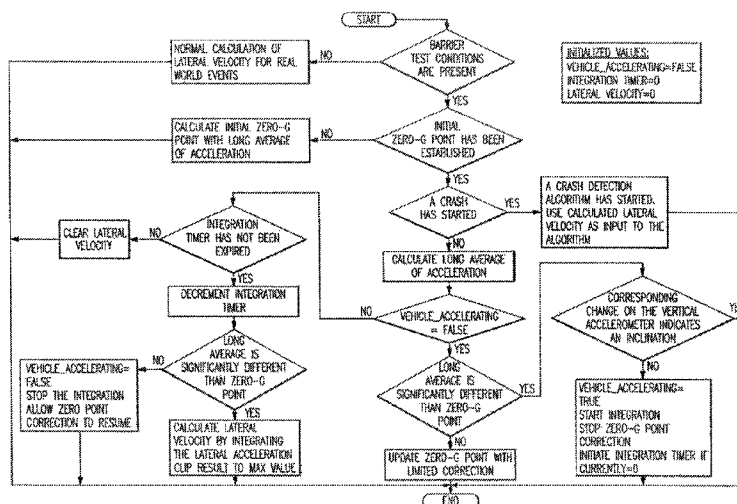 START
NORMAL CALCULATION OF
LATERAL VELOCITY FOR REAL
WORLD EVENTS
NO
BARRIER
TEST CONDITIONS
ARE PRESENT
INITIALIZED VALUES:
VEHICLE_ACCELERATING=FALSE
INTEGRATION TIMER=0
LATERAL VELOCITY=0
YES
CALCULATE INITIAL ZERO-G
POINT WITH LONG AVERAGE
OF ACCELERATION
NO
INITIAL
ZERO-G POINT HAS BEEN
ESTABLISHED
YES
A CRASH
HAS STARTED
YES
A CRASH DETECTION
ALGORITHM HAS STARTED.
USE CALCULATED LATERAL
VELOCITY AS INPUT TO THE
ALGORITHM
CLEAR LATERAL
VELOCITY
NO
INTEGRATION
TIMER HAS NOT BEEN
EXPIRED
NO
CALCULATE LONG AVERAGE
OF ACCELERATION
YES
DECREMENT INTEGRATION
TIMER
NO
VEHICLE_ACCELERATING
= FALSE
CORRESPONDING
CHANGE ON THE VERTICAL
ACCELEROMETER INDICATES
AN INCLINATION
YES
VEHICLE_ACCELERATING=
FALSE
STOP THE INTEGRATION
ALLOW ZERO POINT
CORRECTION TO RESUME
NO
LONG
AVERAGE IS
SIGNIFICANTLY DIFFERENT
THAN ZERO-G
POINT
YES
LONG
AVERAGE IS
SIGNIFICANTLY DIFFERENT
THAN ZERO-G
POINT
YES
NO
VEHICLE_ACCELERATING=
TRUE
START INTEGRATION
STOP ZERO-G POINT
CORRECTION
INITIATE INTEGRATION TIMER IF
CURRENTLY=0
YES
CALCULATE LATERAL
VELOCITY BY INTEGRATING
THE LATERAL ACCELERATION
CLIP RESULT TO MAX VALUE
NO
UPDATE ZERO-G POINT WITH
LIMITED CORRECTION
END